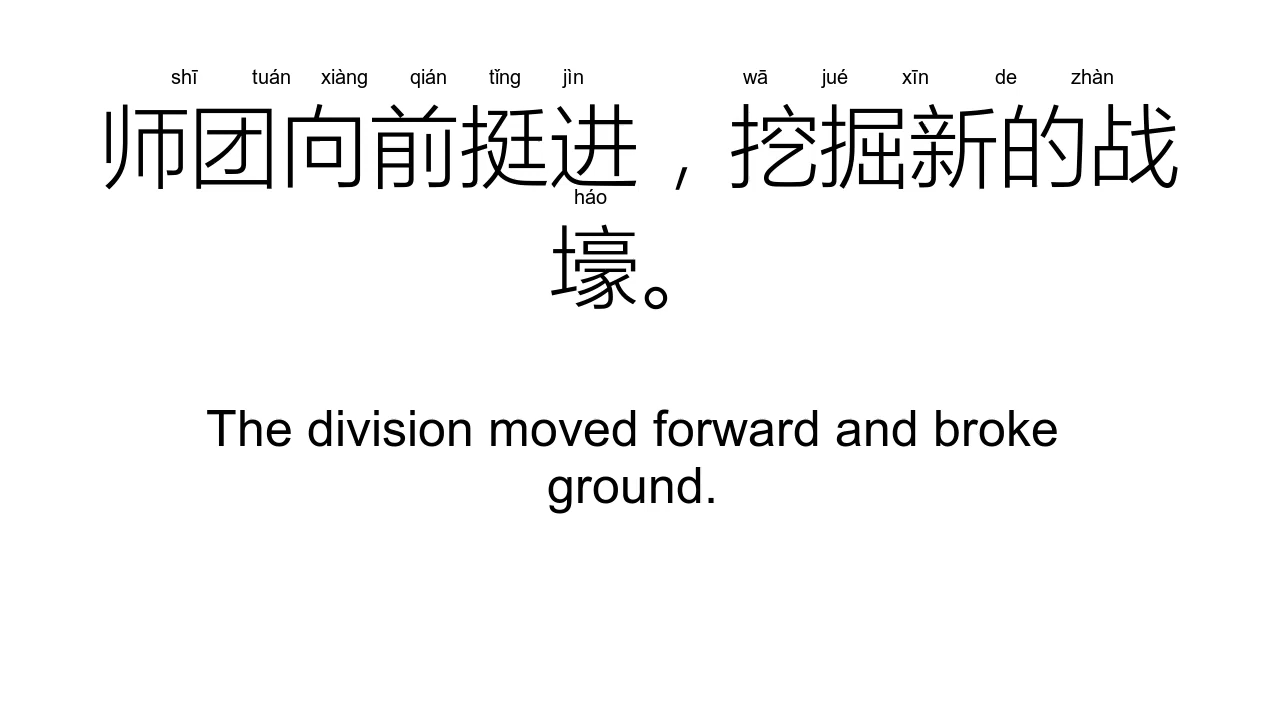 shī tuán xiàng qián tǐng jìn wā jué xīn de zhàn
师团向前挺进，挖掘新的战
háo
壕。
The division moved forward and broke
ground.